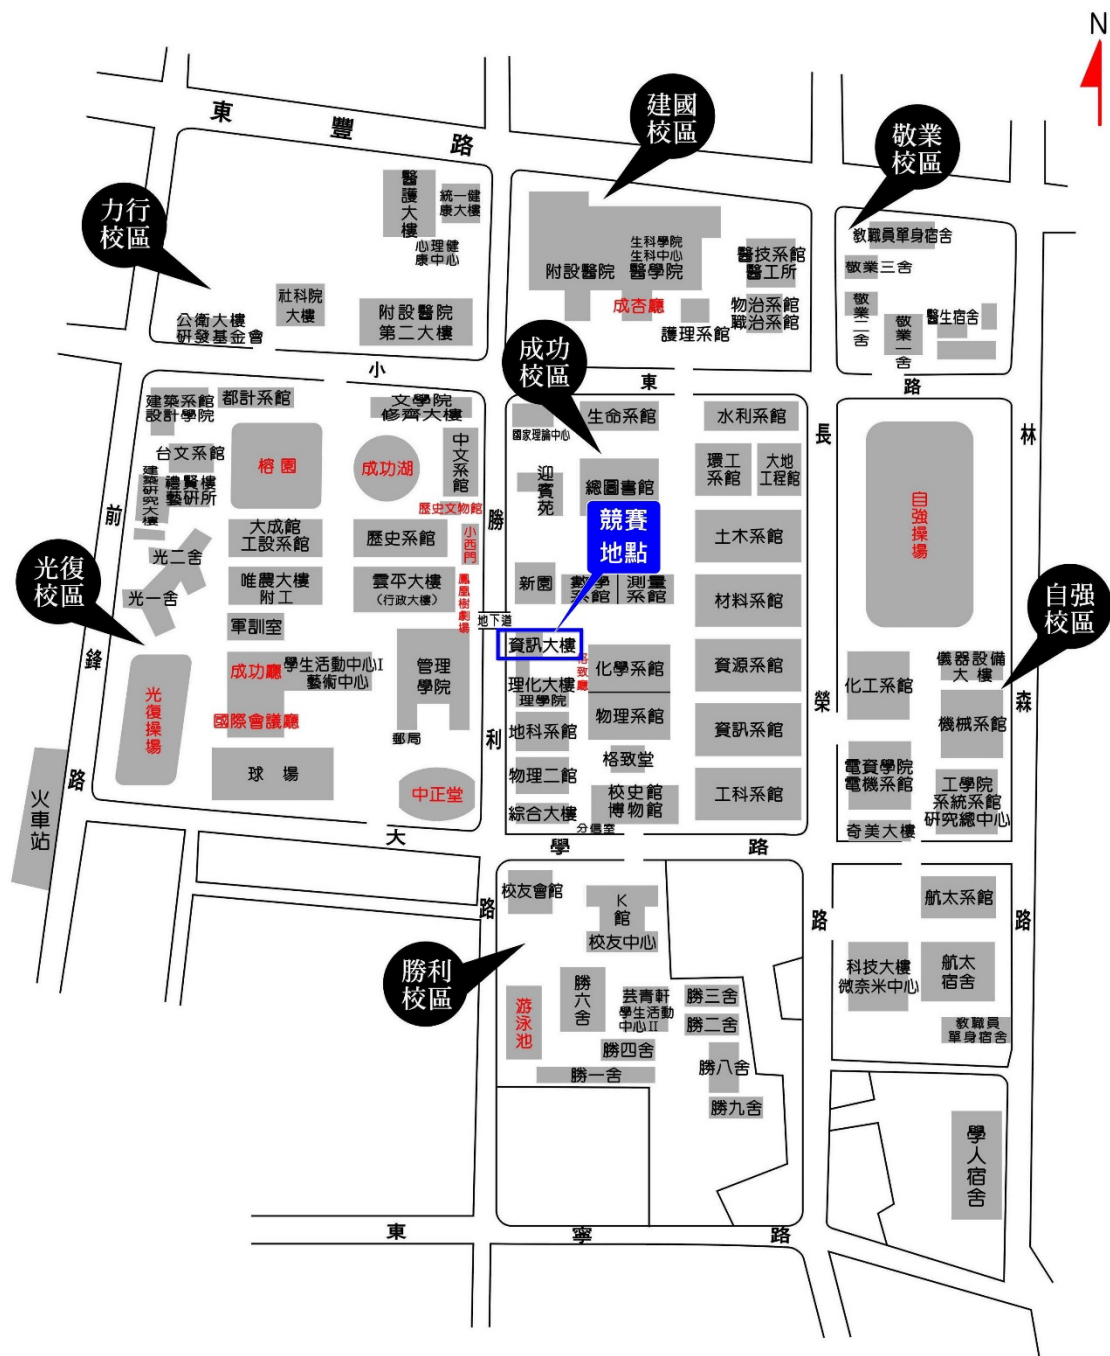 N
東豐路
建國
校區
敬業
校區
力行
校區
醫護大樓
統一健
康大樓
心理健
康中心
生科學院
生科中心
附設醫院
醫學院
成杏廳
護理系館
醫技系館
醫工所
物治系館
職治系館
教職員單身宿舍
敬業三舍
敬業二舍
敬業一舍
醫生宿舍
社科院
大樓
公衛大樓
研發基金會
附設醫院
第二大樓
成功
校區
小東路
建築系館
設計學院
都計系館
文學院
修齊大樓
台文系館
建築研究大樓
禮賢樓
藝研所
榕園
成功湖
中文系館
歷史文物館
小西門
大成館
工設系館
歷史系館
光二舍
光一舍
唯農大樓
附工
雲平大樓
(行政大樓)
鳳凰樹劇場
軍訓室
光復
校區
成功廳
學生活動中心I
藝術中心
國際會議廳
管理
學院
郵局
光復操場
球場
中正堂
前鋒路
火車站
勝利路
地下道
國家理論中心
生命系館
水利系館
迎賓苑
總圖書館
環工
系館
大地
工程館
競賽
地點
土木系館
新園
數學
系館
測量
系館
材料系館
資訊大樓
格致廳
化學系館
資源系館
理化大樓
理學院
地科系館
物理系館
資訊系館
格致堂
物理二館
校史館
博物館
工科系館
綜合大樓
分信室
長榮路
林森路
自強操場
自强
校區
化工系館
儀器設備
大樓
機械系館
電資學院
電機系館
工學院
系統系館
研究總中心
奇美大樓
大學路
校友會館
K
館
校友中心
勝利
校區
游泳池
勝六舍
芸青軒
學生活動
中心II
勝三舍
勝二舍
勝四舍
勝一舍
勝八舍
勝九舍
航太系館
科技大樓
微奈米中心
航太
宿舍
教職員
單身宿舍
學人宿舍
東寧路